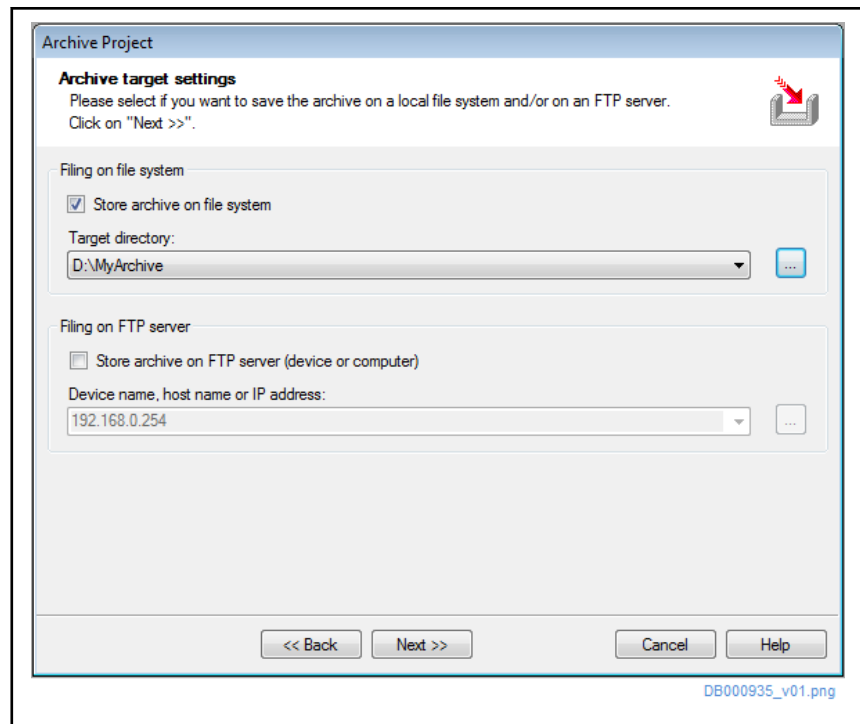 Archive Project
Archive target settings
Please select if you want to save the archive on a local file system and/or on an FTP server.
Click on "Next >>".
Filing on file system
Store archive on file system
Target directory:
D:\MyArchive
...
Filing on FTP server
Store archive on FTP server (device or computer)
Device name, host name or IP address:
192.168.0.254
...
<< Back Next >> Cancel Help
DB000935_v01.png